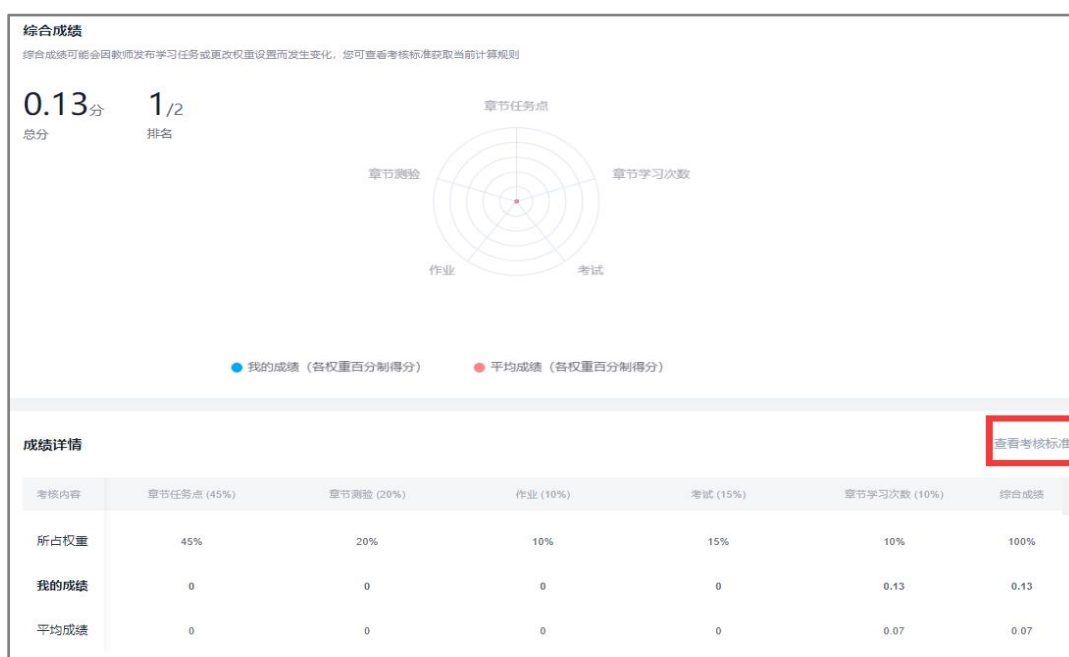 综合成绩
综合成绩可能会因教师发布学习任务或更改权重设置而发生变化，您可查看考核标准获取当前计算规则
0.13分 1/2
总分 排名
章节任务点
章节测验 章节学习次数
作业 考试
我的成绩（各权重百分制得分） 平均成绩（各权重百分制得分）
成绩详情 查看考核标准
考核内容 章节任务点 (45%) 章节测验 (20%) 作业 (10%) 考试 (15%) 章节学习次数 (10%) 综合成绩
所占权重 45% 20% 10% 15% 10% 100%
我的成绩 0 0 0 0 0.13 0.13
平均成绩 0 0 0 0 0.07 0.07